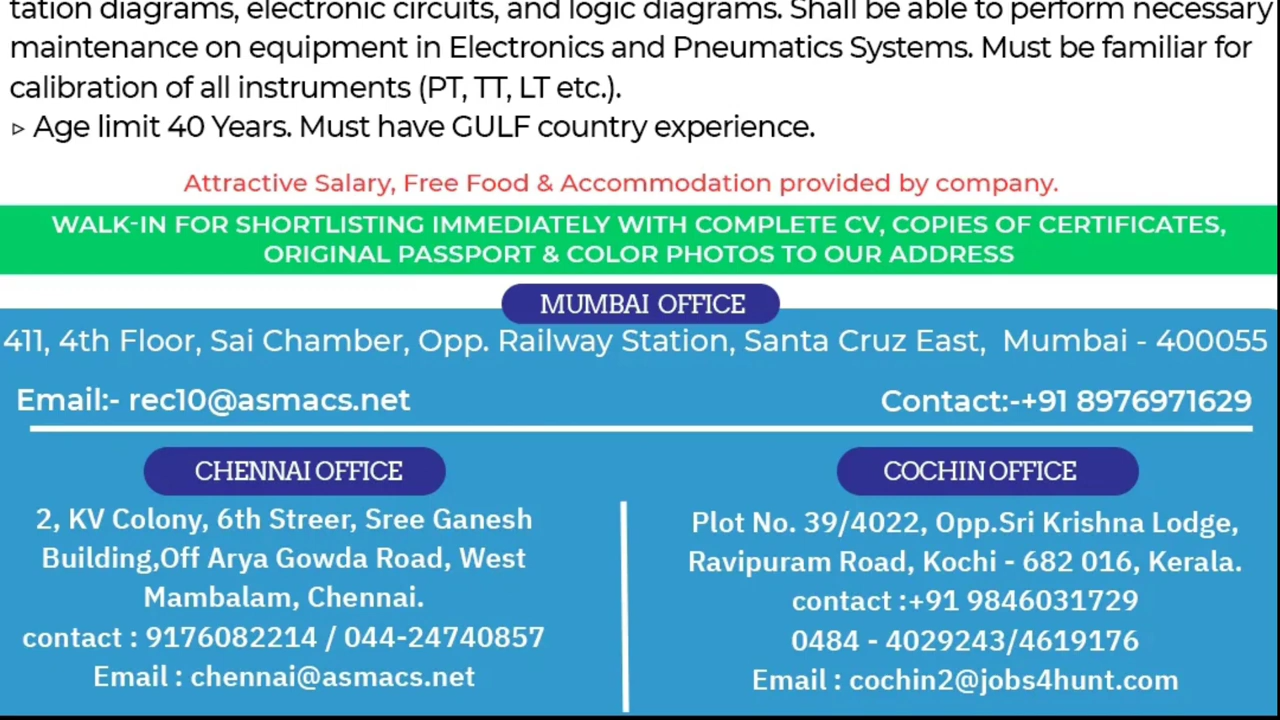 tation diagrams, electronic circuits, and logic diagrams. Shall be able to perform necessary
maintenance on equipment in Electronics and Pneumatics Systems. Must be familiar for
calibration of all instruments (PT, TT, LT etc.).
▹ Age limit 40 Years. Must have GULF country experience.
Attractive Salary, Free Food & Accommodation provided by company.
WALK-IN FOR SHORTLISTING IMMEDIATELY WITH COMPLETE CV, COPIES OF CERTIFICATES,
ORIGINAL PASSPORT & COLOR PHOTOS TO OUR ADDRESS
MUMBAI OFFICE
411, 4th Floor, Sai Chamber, Opp. Railway Station, Santa Cruz East, Mumbai - 400055
Email:- rec10@asmacs.net
Contact:-+91 8976971629
CHENNAI OFFICE
2, KV Colony, 6th Streer, Sree Ganesh
Building,Off Arya Gowda Road, West
Mambalam, Chennai.
contact : 9176082214 / 044-24740857
Email : chennai@asmacs.net
COCHIN OFFICE
Plot No. 39/4022, Opp.Sri Krishna Lodge,
Ravipuram Road, Kochi - 682 016, Kerala.
contact :+91 9846031729
0484 - 4029243/4619176
Email : cochin2@jobs4hunt.com